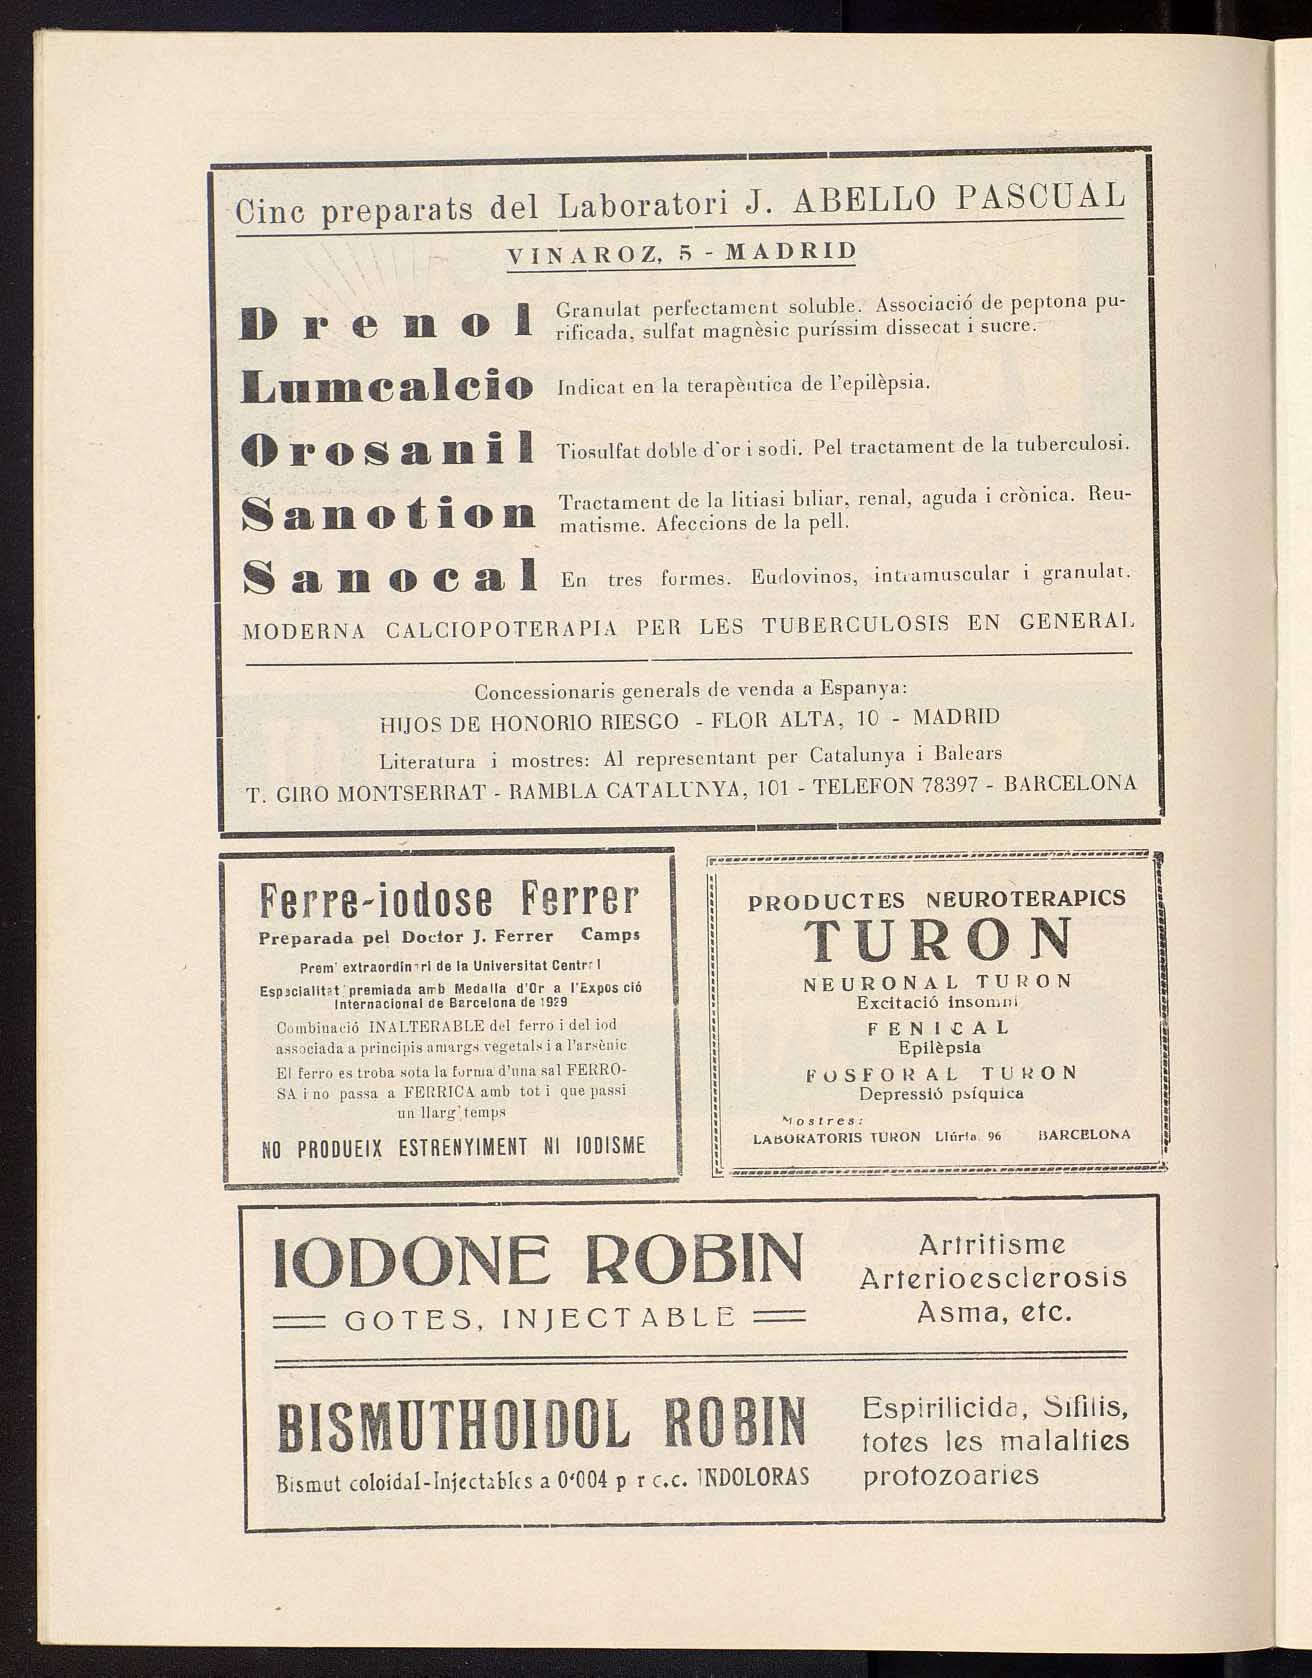 Cinc preparats del Laboratori J. ABELLO PASCUAL
VINAROZ, 5 - MADRID
Drenol Granulat perfectament soluble. Associació de peptona pu-
rificada, sulfat magnèsic puríssim dissecat i sucre.
Lumcalcio Indicat en la terapèutica de l'epilèpsia.
Orosanil Tiosulfat doble d'or i sodi. Pel tractament de la tuberculosi.
Sanotion Tractament de la litiasi biliar, renal, aguda i crònica. Reu-
matisme. Afeccions de la pell.
Sanocal En tres formes. Eudovinos, intramuscular i granulat.
MODERNA CALCIOPOTERAPIA PER LES TUBERCULOSIS EN GENERAL
Concessionaris generals de venda a Espanya:
HIJOS DE HONORIO RIESGO - FLOR ALTA, 10 - MADRID
Literatura i mostres: Al representant per Catalunya i Balears
T. GIRO MONTSERRAT - RAMBLA CATALUNYA, 101 - TELEFON 78397 - BARCELONA
Ferre-iodose Ferrer
Preparada pel Doctor J. Ferrer Camps
Prem' extraordinari de la Universitat Central
Especialitat premiada amb Medalla d'Or a l'Exposició
Internacional de Barcelona de 1929
Combinació INALTERABLE del ferro i del iod
associada a principis amargs vegetals i a l'arsènic
El ferro es troba sota la forma d'una sal FERRO-
SA i no passa a FERRICA amb tot i que passi
un llarg temps
NO PRODUEIX ESTRENYIMENT NI IODISME
PRODUCTES NEUROTERAPICS
TURON
NEURONAL TURON
Excitació insomni
FENICAL
Epilèpsia
FOSFORAL TURON
Depressió psíquica
Mostres:
LABORATORIS TURON Llúria, 96 BARCELONA
IODONE ROBIN
GOTES, INJECTABLE
Artritisme
Arterioesclerosis
Asma, etc.
BISMUTHOIDOL ROBIN
Bismut coloidal-Injectables a 0'004 p r c.c. INDOLORAS
Espirilicida, Sifilis,
totes les malalties
protozoaries